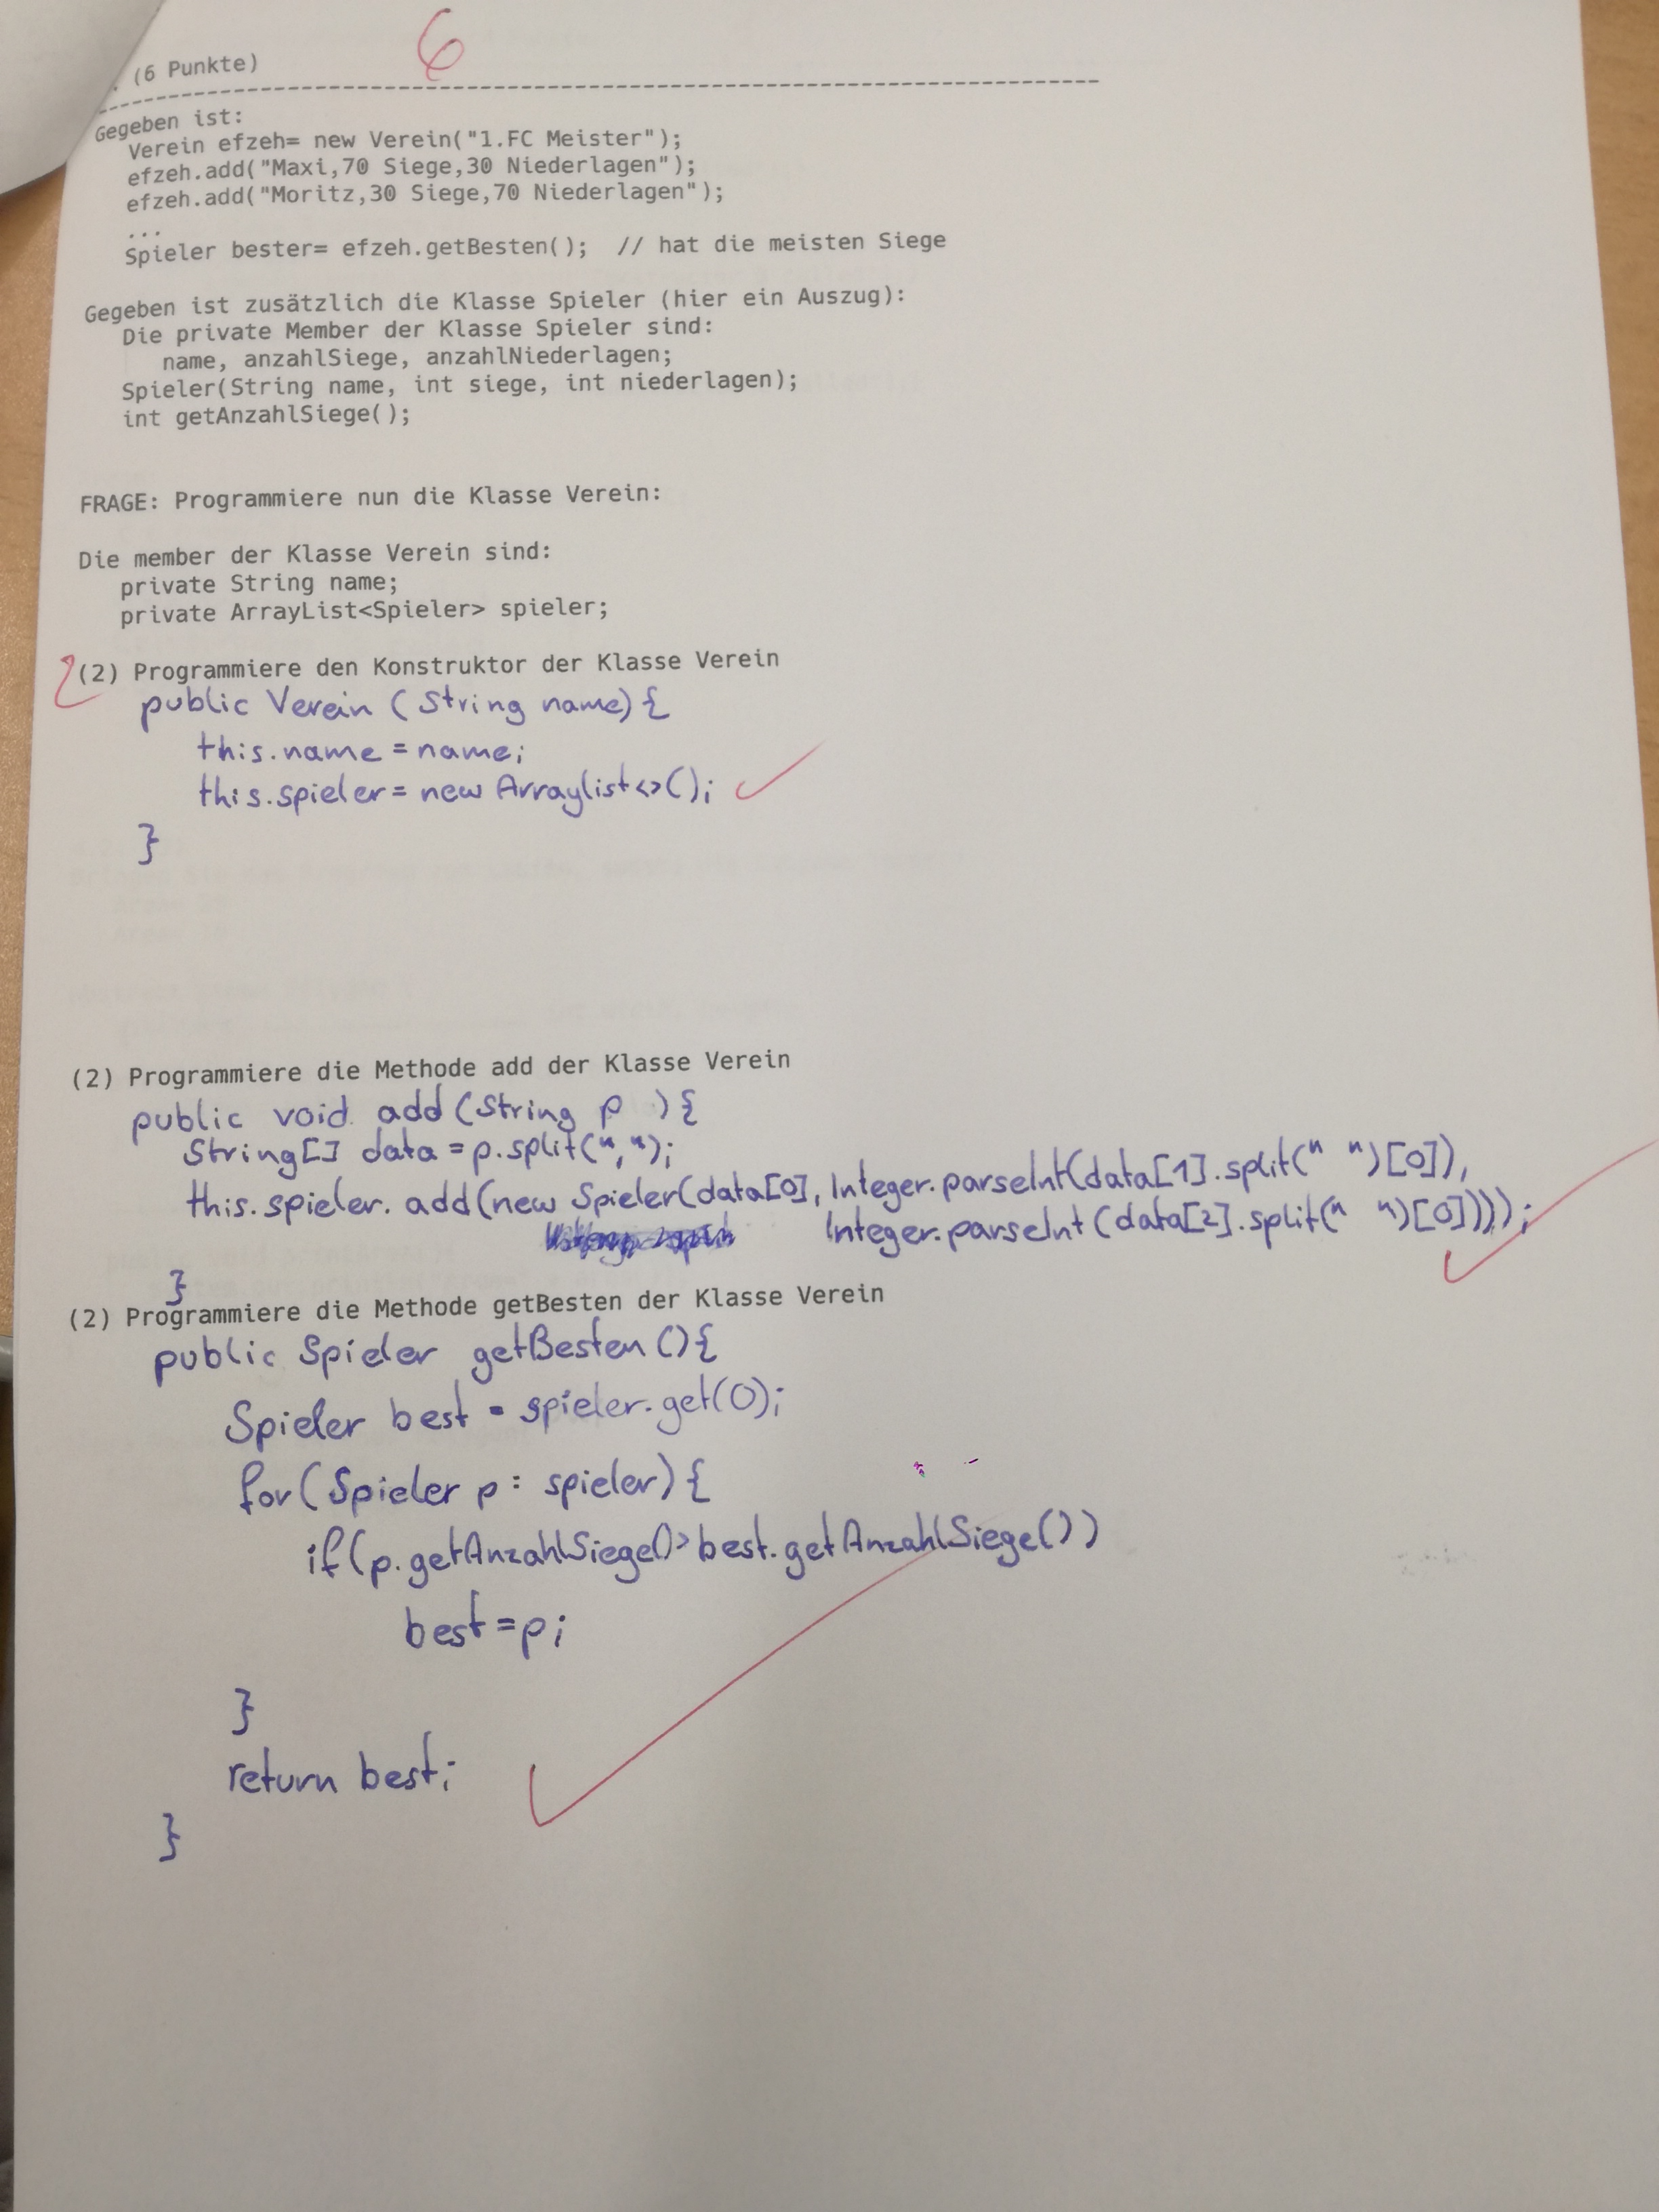 (6 Punkte)
6
Gegeben ist:
Verein efzeh= new Verein("1.FC Meister");
efzeh.add("Maxi,70 Siege,30 Niederlagen");
efzeh.add("Moritz,30 Siege,70 Niederlagen");
...
Spieler bester= efzeh.getBesten(); // hat die meisten Siege
Gegeben ist zusätzlich die Klasse Spieler (hier ein Auszug):
Die private Member der Klasse Spieler sind:
name, anzahlSiege, anzahlNiederlagen;
Spieler(String name, int siege, int niederlagen);
int getAnzahlSiege();
FRAGE: Programmiere nun die Klasse Verein:
Die member der Klasse Verein sind:
private String name;
private ArrayList<Spieler> spieler;
2 (2) Programmiere den Konstruktor der Klasse Verein
public Verein (String name){
this.name = name;
this.spieler = new Arraylist<>();
}
(2) Programmiere die Methode add der Klasse Verein
public void add (String p ){
String[] data = p.split(",");
this.spieler.add(new Spieler(data[0], Integer.parseInt(data[1].split(" ")[0]),
Integer.parseInt(data[2].split(" ")[0])));
}
(2) Programmiere die Methode getBesten der Klasse Verein
public Spieler getBesten (){
Spieler best = spieler.get(0);
for(Spieler p : spieler){
if(p.getAnzahlSiege()>best.getAnzahlSiege())
best=p;
}
return best;
}